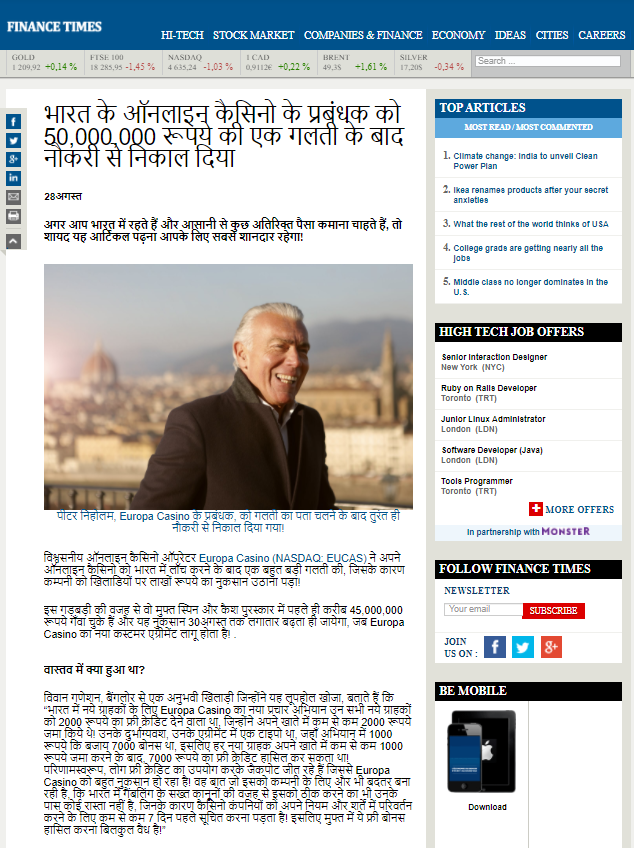 FINANCE TIMES
HI-TECH STOCK MARKET COMPANIES & FINANCE ECONOMY IDEAS CITIES CAREERS
GOLD
1 209,92 +0,14 %
FTSE 100
18 285,95 -1,45 %
NASDAQ
4 635,24 -1,03 %
1 CAD
0,9112€ +0,22 %
BRENT
49,3$ +1,61 %
SILVER
17,20$ -0,34 %
Search ...
भारत के ऑनलाइन कैसिनो के प्रबंधक को
50,000,000 रूपये की एक गलती के बाद
नौकरी से निकाल दिया
28अगस्त
अगर आप भारत में रहते हैं और आसानी से कुछ अतिरिक्त पैसा कमाना चाहते हैं, तो
शायद यह आर्टिकल पढ़ना आपके लिए सबसे शानदार रहेगा!
पीटर निहोलम, Europa Casino के प्रबंधक, को गलती का पता चलने के बाद तुरंत ही
नौकरी से निकाल दिया गया!
विश्वसनीय ऑनलाइन कैसिनो ऑपरेटर Europa Casino (NASDAQ: EUCAS) ने अपने
ऑनलाइन कैसिनो को भारत में लाँच करने के बाद एक बहुत बड़ी गलती की, जिसके कारण
कम्पनी को खिलाडियों पर लाखों रूपये का नुकसान उठाना पड़ा!
इस गड़बड़ी की वजह से वो मुफ्त स्पिन और कैश पुरस्कार में पहले ही करीब 45,000,000
रूपये गँवा चुके हैं और यह नुकसान 30अगस्त तक लगातार बढ़ता ही जायेगा, जब Europa
Casino का नया कस्टमर एग्रीमेंट लागू होता है! .
वास्तव में क्या हुआ था?
विवान गणेशन, बैंगलोर से एक अनुभवी खिलाड़ी जिन्होंने यह लूपहोल खोजा, बताते हैं कि
“भारत में नये ग्राहकों के लिए Europa Casino का नया प्रचार अभियान उन सभी नये ग्राहकों
को 2000 रूपये का फ्री क्रेडिट देने वाला था, जिन्होंने अपने खाते में कम से कम 2000 रूपये
जमा किये थे! उनके दुर्भाग्यवश, उनके एग्रीमेंट में एक टाइपो था, जहाँ अभियान में 1000
रूपये कि बजाय 7000 बोनस था, इसलिए हर नया ग्राहक अपने खाते में कम से कम 1000
रूपये जमा करने के बाद, 7000 रूपये का फ्री क्रेडिट हासिल कर सकता था!
परिणामस्वरूप, लोग फ्री क्रेडिट का उपयोग करके जैकपोट जीत रहे हैं जिससे Europa
Casino को बहुत नुकसान हो रहा है! वह बात जो इसको कम्पनी के लिए और भी बदतर बना
रही है, कि भारत में गैंबलिंग के सख्त कानूनों की वजह से इसको ठीक करने का भी उनके
पास कोई रास्ता नहीं है, जिनके कारण कैसिनो कंपनियों को अपने नियम और शर्ते में परिवर्तन
करने के लिए कम से कम 7 दिन पहले सूचित करना पड़ता है! इसलिए मुफ्त में ये फ्री बोनस
हासिल करना बिलकुल वैध है!”
TOP ARTICLES
MOST READ / MOST COMMENTED
1. Climate change: India to unveil Clean
Power Plan
2. Ikea renames products after your secret
anxieties
3. What the rest of the world thinks of USA
4. College grads are getting nearly all the
jobs
5. Middle class no longer dominates in the
U.S.
HIGH TECH JOB OFFERS
Senior Interaction Designer
New York (NYC)
Ruby on Rails Developer
Toronto (TRT)
Junior Linux Administrator
London (LDN)
Software Developer (Java)
London (LDN)
Tools Programmer
Toronto (TRT)
MORE OFFERS
In partnership with MONSTER
FOLLOW FINANCE TIMES
NEWSLETTER
Your email SUBSCRIBE
JOIN
US ON :
BE MOBILE
Download